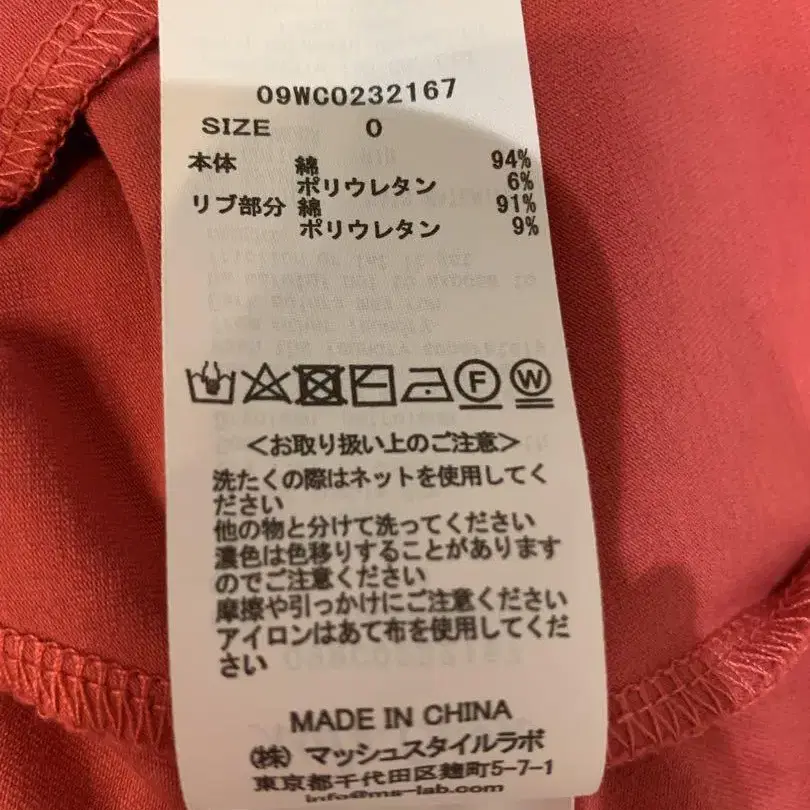 09WCO232167
SIZE 0
本体 綿 94%
ポリウレタン 6%
リブ部分 綿 91%
ポリウレタン 9%
F W
<お取り扱い上のご注意>
洗たくの際はネットを使用してく
ださい
他の物と分けて洗ってください
濃色は色移りすることがあります
のでご注意ください
摩擦や引っかけにご注意ください
アイロンはあて布を使用してくだ
さい
MADE IN CHINA
(株) マッシュスタイルラボ
東京都千代田区麹町5-7-1
info@ms-lab.com